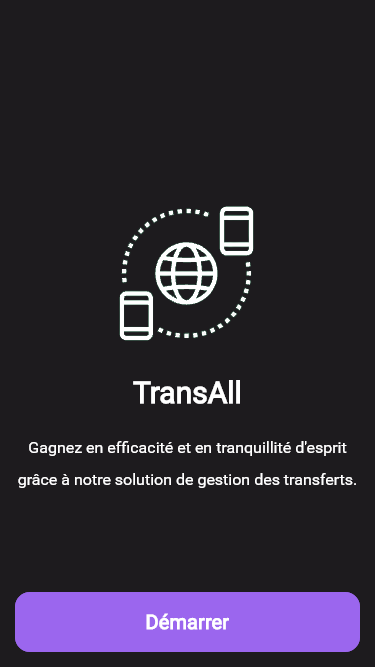 TransAll
Gagnez en efficacité et en tranquillité d'esprit
grâce à notre solution de gestion des transferts.
Démarrer